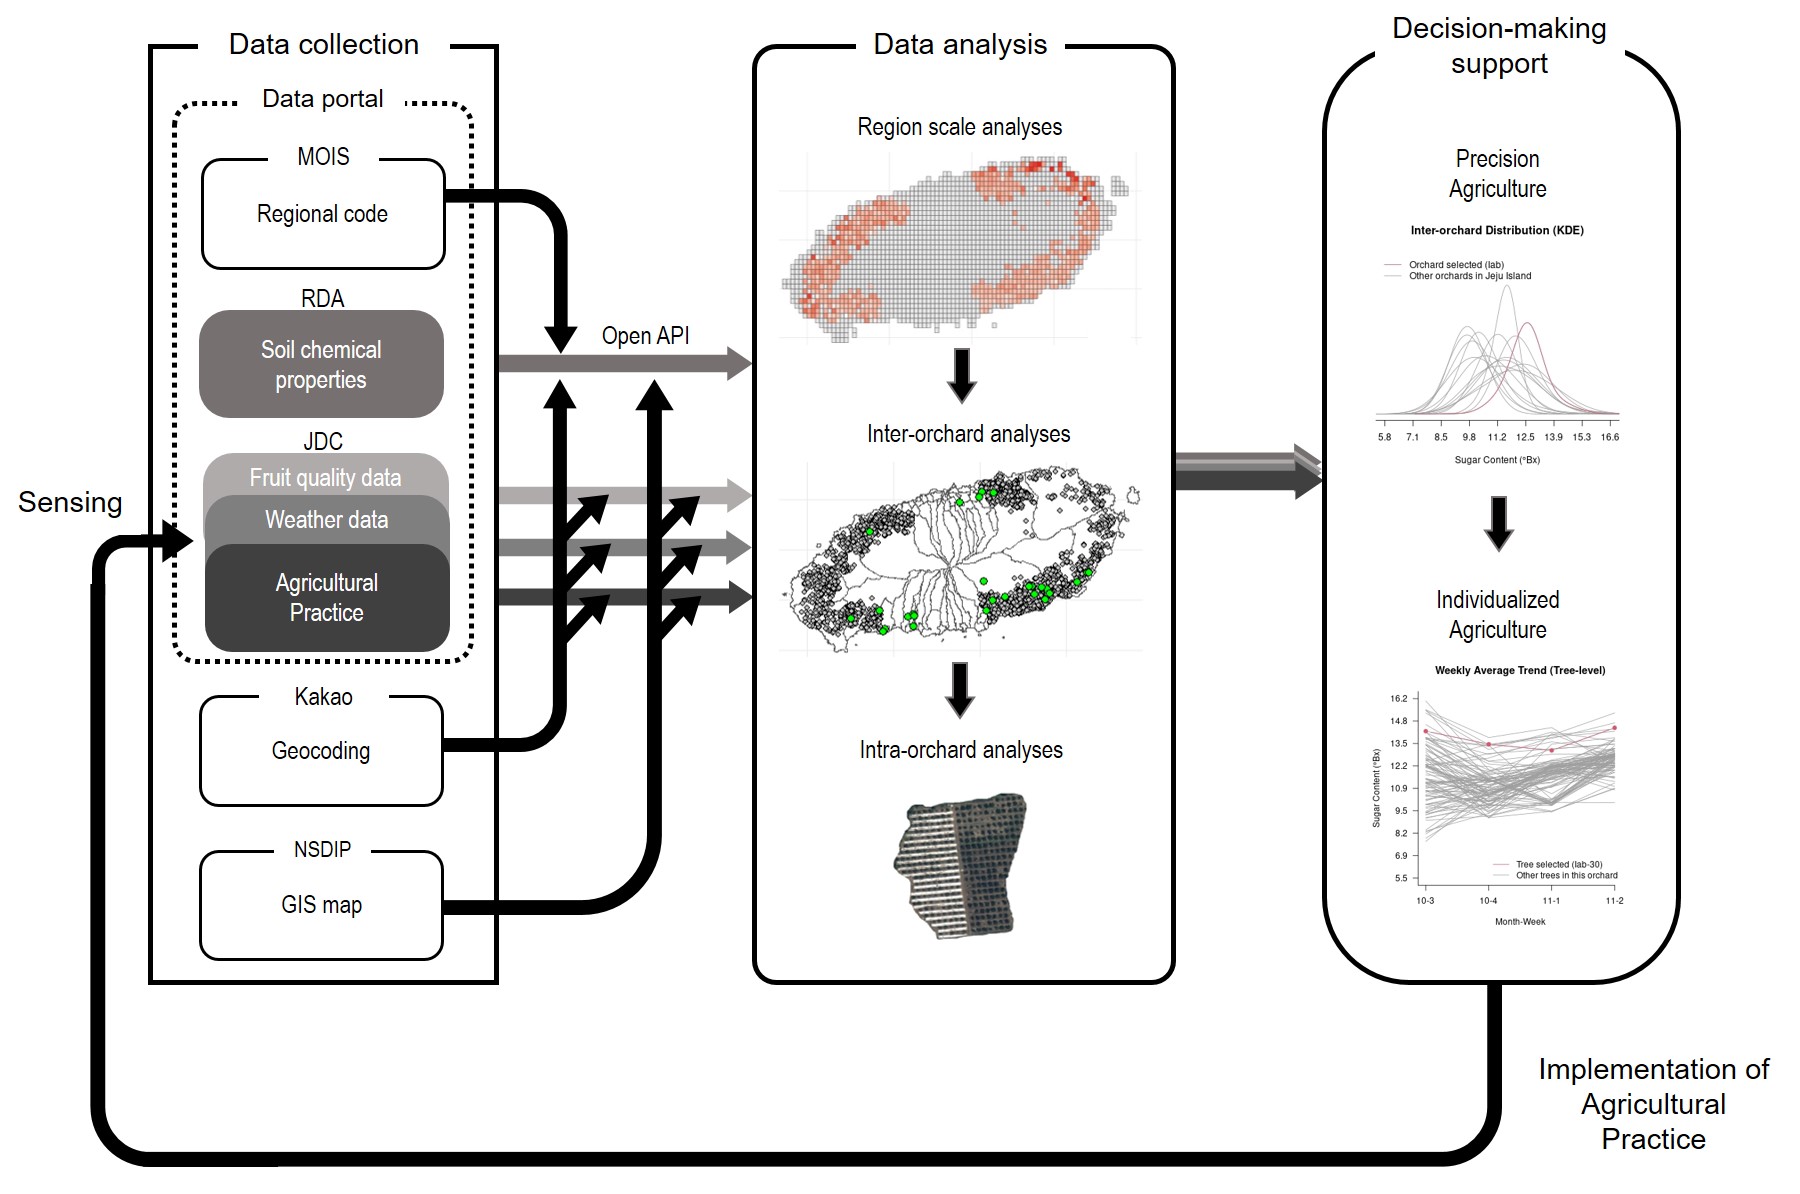 Data collection
Data portal
MOIS
Regional code
RDA
Soil chemical
properties
JDC
Fruit quality data
Weather data
Agricultural
Practice
Kakao
Geocoding
NSDIP
GIS map
Sensing
Open API
Data analysis
Region scale analyses
Inter-orchard analyses
Intra-orchard analyses
Decision-making
support
Precision
Agriculture
Inter-orchard Distribution (KDE)
Orchard selected (lab)
Other orchards in Jeju Island
5.8 7.1 8.5 9.8 11.2 12.5 13.9 15.3 16.6
Sugar Content (°Bx)
Individualized
Agriculture
Weekly Average Trend (Tree-level)
16.2
14.8
13.5
12.2
10.9
9.5
8.2
6.9
5.5
Sugar Content (°Bx)
Tree selected (lab-30)
Other trees in this orchard
10-3 10-4 11-1 11-2
Month-Week
Implementation of
Agricultural
Practice